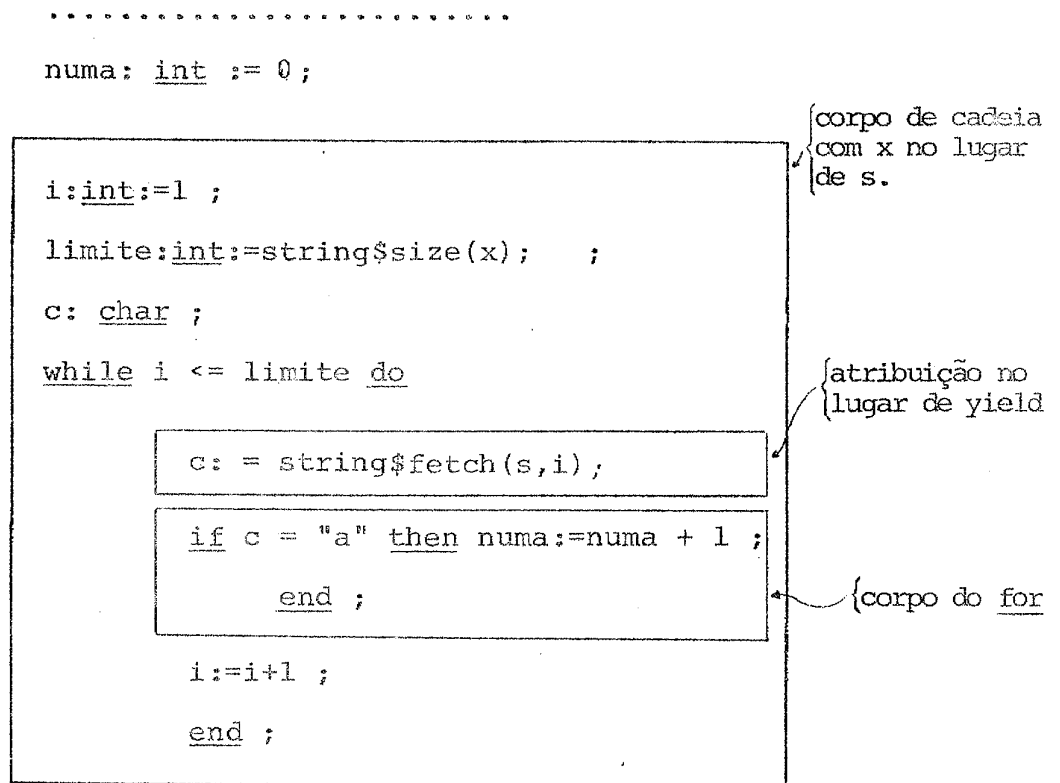 ............................
numa: int := 0;
{corpo de cadeia
com x no lugar
de s.
i:int:=1 ;
limite:int:=string$size(x); ;
c: char ;
while i <= limite do
{atribuição no
lugar de yield
c: = string$fetch(s,i);
if c = "a" then numa:=numa + 1 ;
end ;
{corpo do for
i:=i+1 ;
end ;